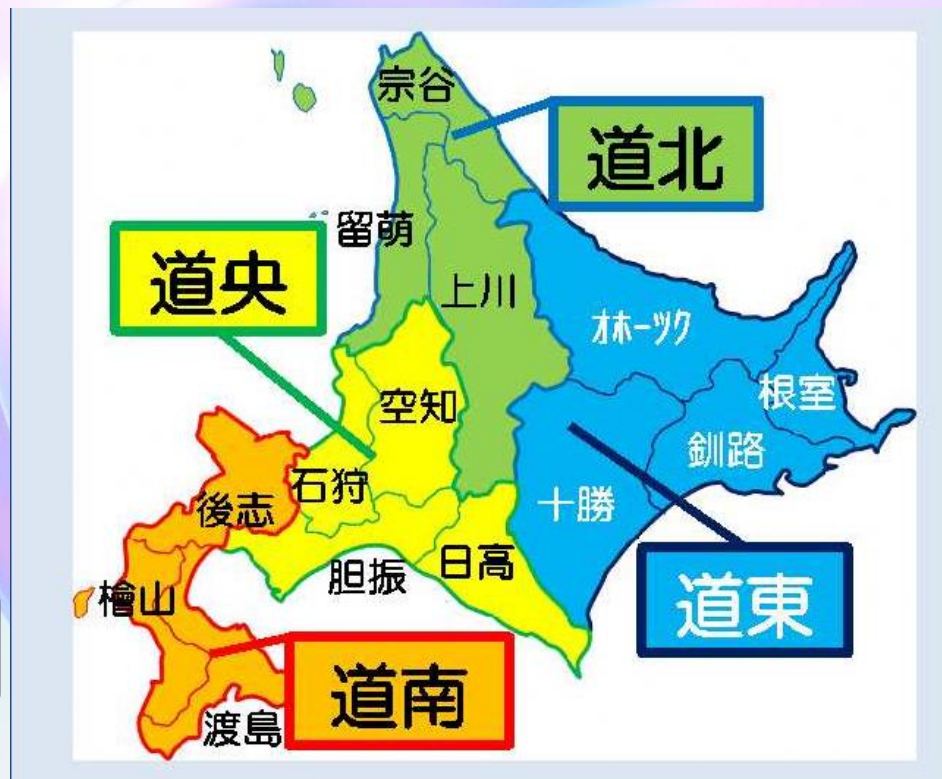 宗谷
道北
留萌
道央
上川
ｵﾎｰﾂｸ
空知
根室
釧路
石狩
後志
十勝
日高
胆振
檜山
道東
道南
渡島